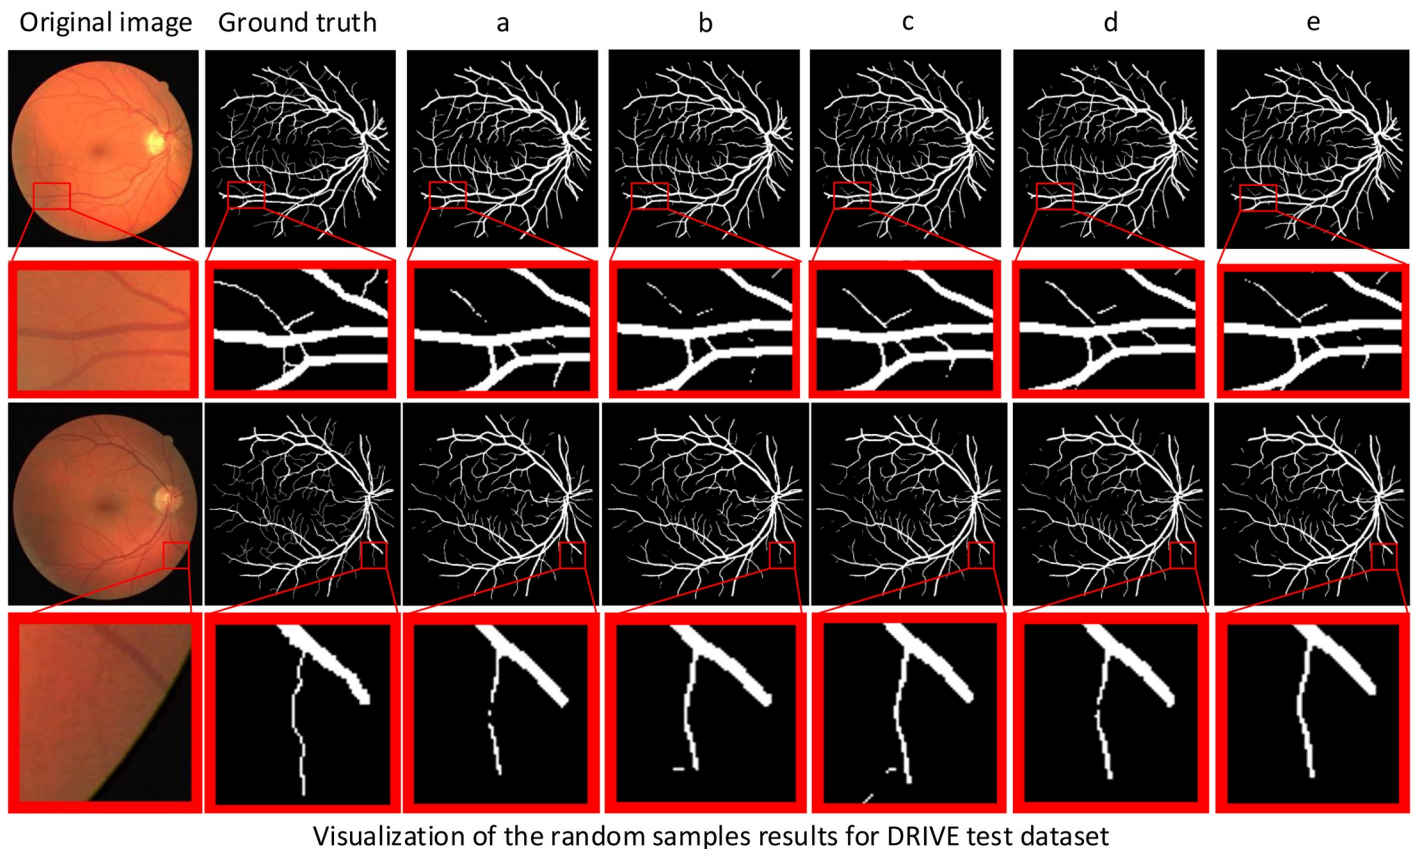 Original image Ground truth a b c d e
Visualization of the random samples results for DRIVE test dataset